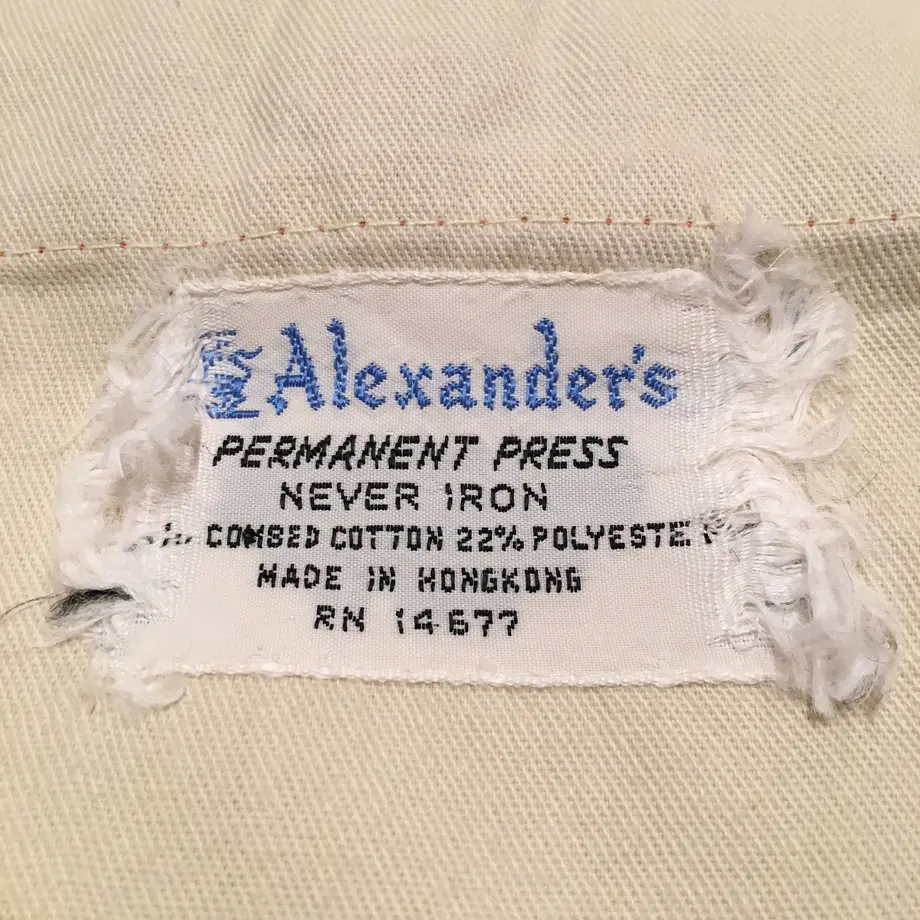 Alexander's
PERMANENT PRESS
NEVER IRON
COMBED COTTON 22% POLYESTE
MADE IN HONGKONG
RN 14677